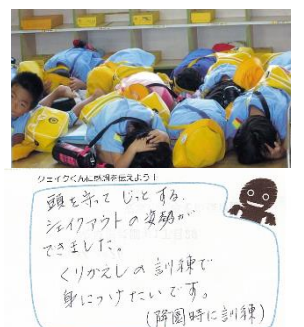 シェイクくんに感想を伝えよう！
頭を守って じっとする、
シェイクアウトの姿勢が
できました。
くりかえしの訓練で
身につけたいです。
（降園時に訓練）